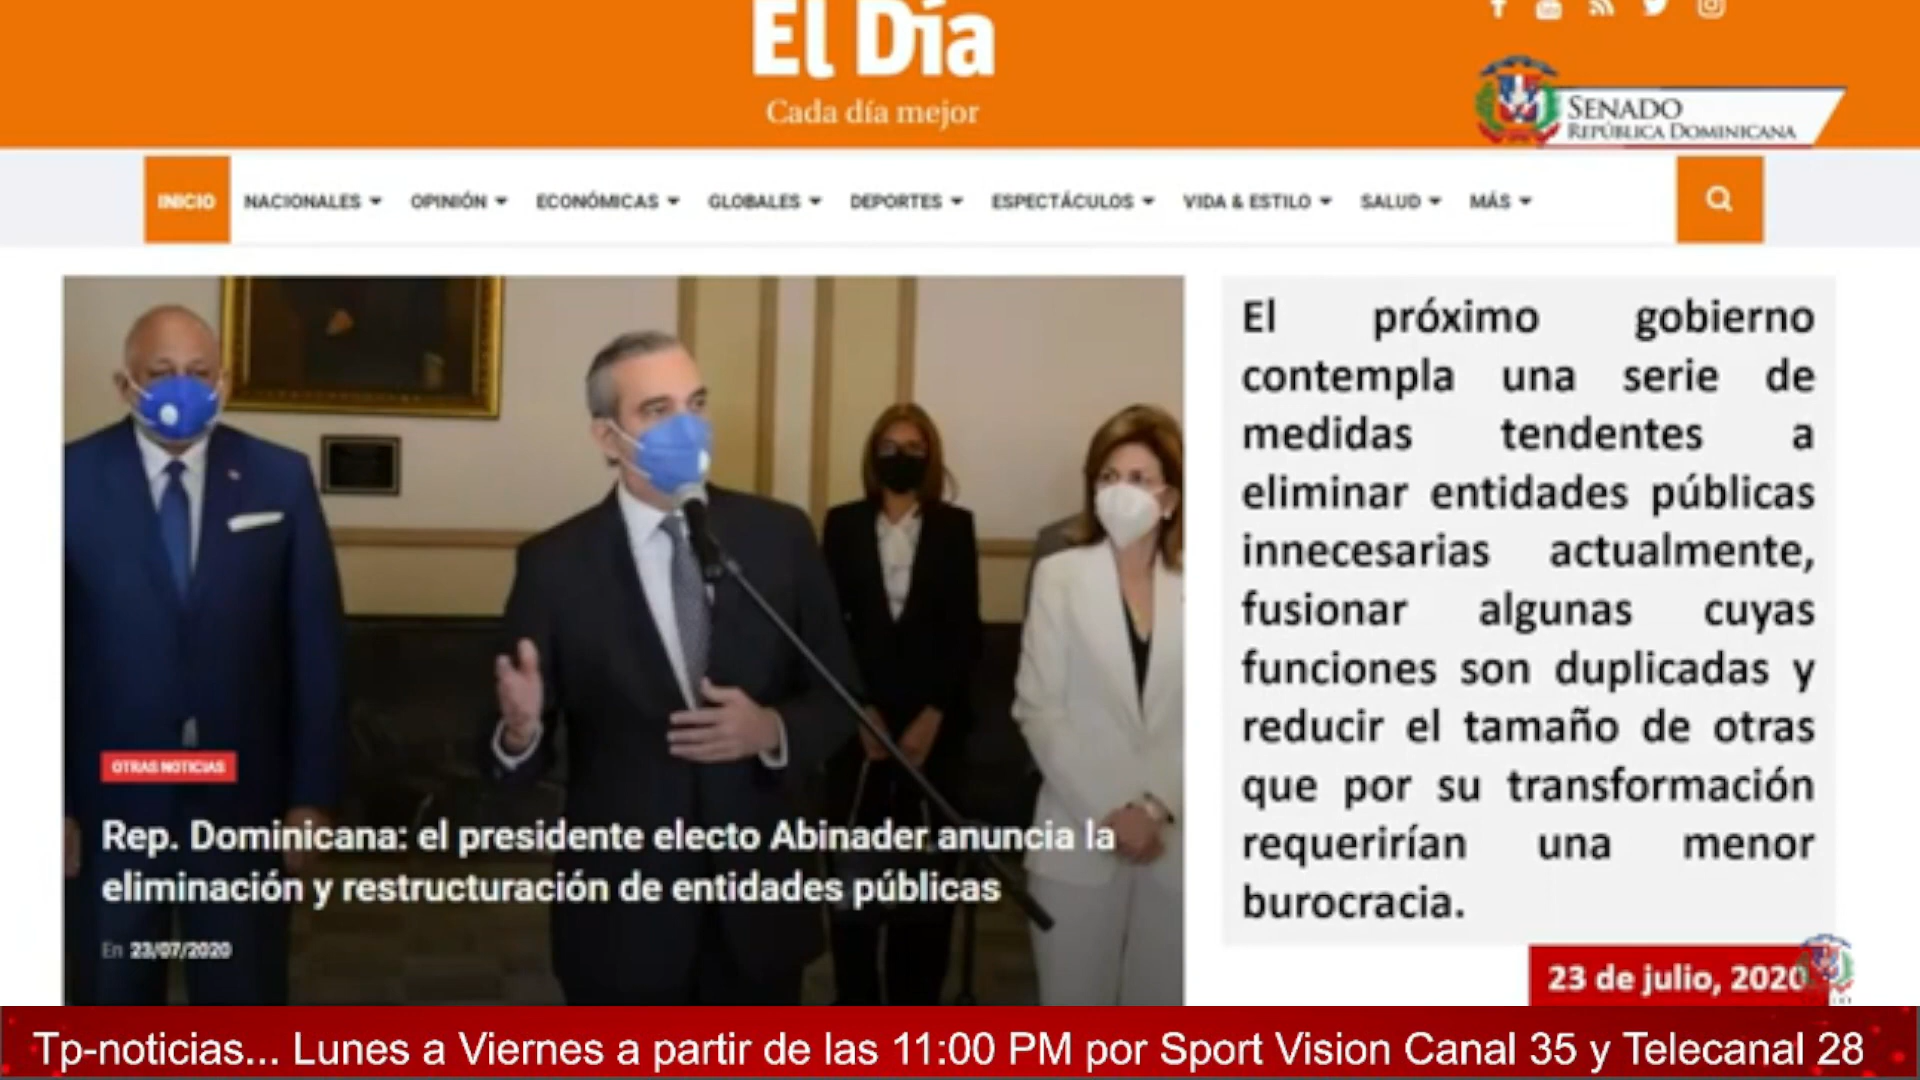 El Día
Cada día mejor
SENADO
REPÚBLICA DOMINICANA
INICIO NACIONALES OPINIÓN ECONÓMICAS GLOBALES DEPORTES ESPECTÁCULOS VIDA & ESTILO SALUD MÁS
El próximo gobierno
contempla una serie de
medidas tendentes a
eliminar entidades públicas
innecesarias actualmente,
fusionar algunas cuyas
funciones son duplicadas y
reducir el tamaño de otras
que por su transformación
requerirían una menor
burocracia.
OTRAS NOTICIAS
Rep. Dominicana: el presidente electo Abinader anuncia la
eliminación y restructuración de entidades públicas
En 23/07/2020
23 de julio, 2020
Tp-noticias... Lunes a Viernes a partir de las 11:00 PM por Sport Vision Canal 35 y Telecanal 28